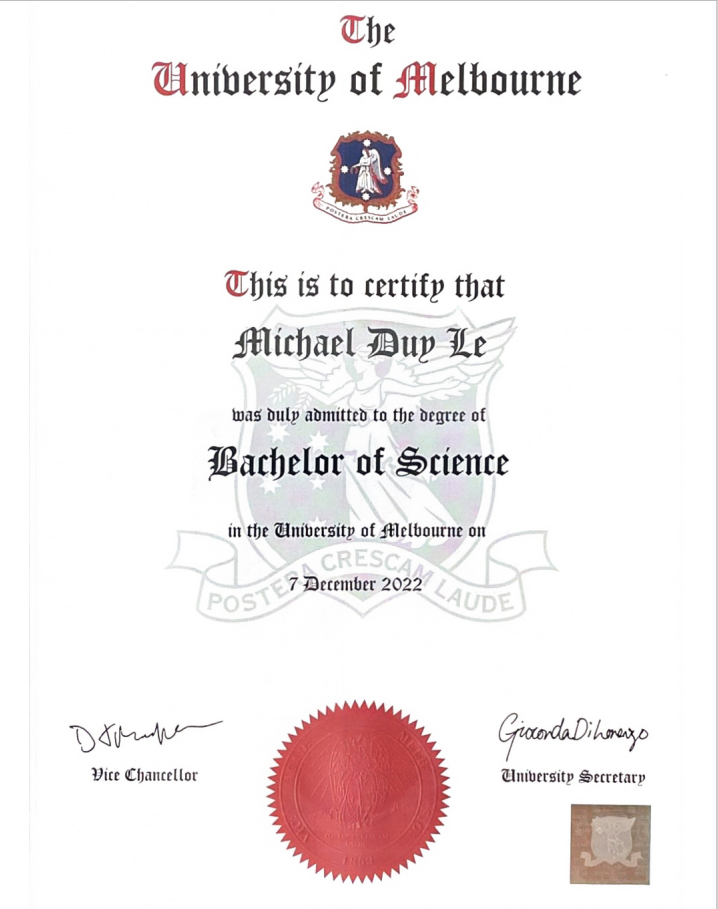 The
University of Melbourne
POSTERA CRESCAM LAUDE
This is to certify that
Michael Duy Le
was duly admitted to the degree of
Bachelor of Science
in the University of Melbourne on
7 December 2022
POSTERA CRESCAM LAUDE
Vice Chancellor
Gioconda Di Lorenzo
University Secretary